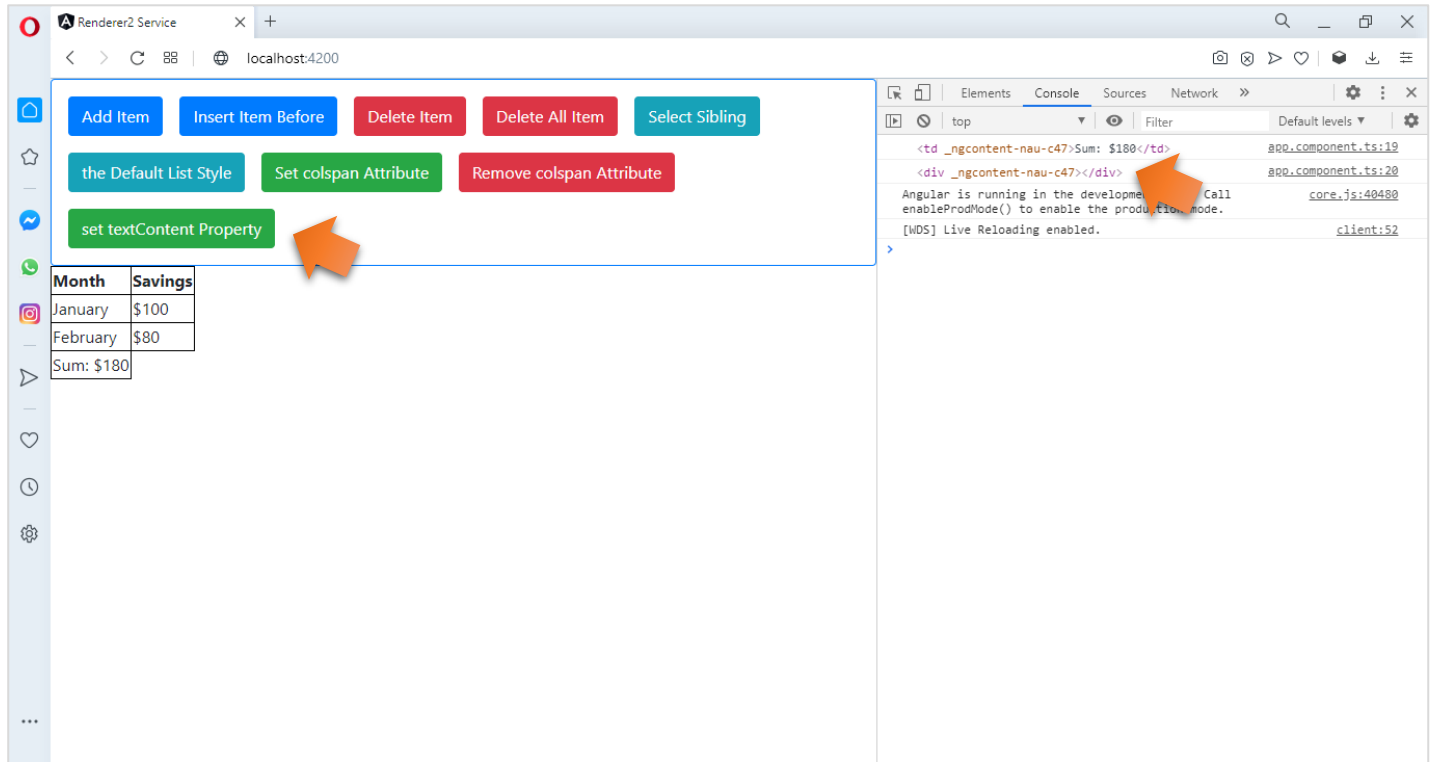 Renderer2 Service
localhost:4200
Add Item Insert Item Before Delete Item Delete All Item Select Sibling
the Default List Style Set colspan Attribute Remove colspan Attribute
set textContent Property
Month Savings
January $100
February $80
Sum: $180
Elements Console Sources Network »
top Filter Default levels ▼
<td _ngcontent-nau-c47>Sum: $180</td> app.component.ts:19
<div _ngcontent-nau-c47></div> app.component.ts:20
Angular is running in the developme Call core.js:40480
enableProdMode() to enable the production mode.
[WDS] Live Reloading enabled. client:52
>